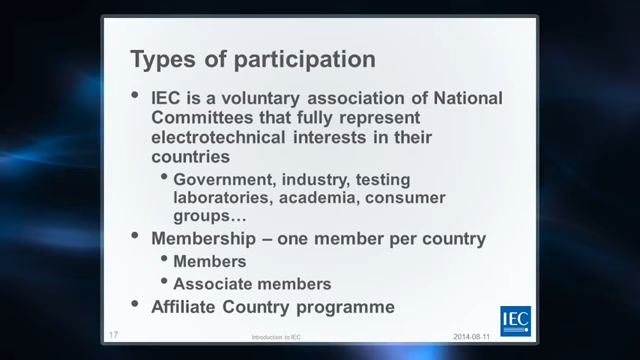 Types of participation
• IEC is a voluntary association of National
Committees that fully represent
electrotechnical interests in their
countries
• Government, industry, testing
laboratories, academia, consumer
groups…
• Membership – one member per country
• Members
• Associate members
• Affiliate Country programme
IEC
17
Introduction to IEC
2014-08-11